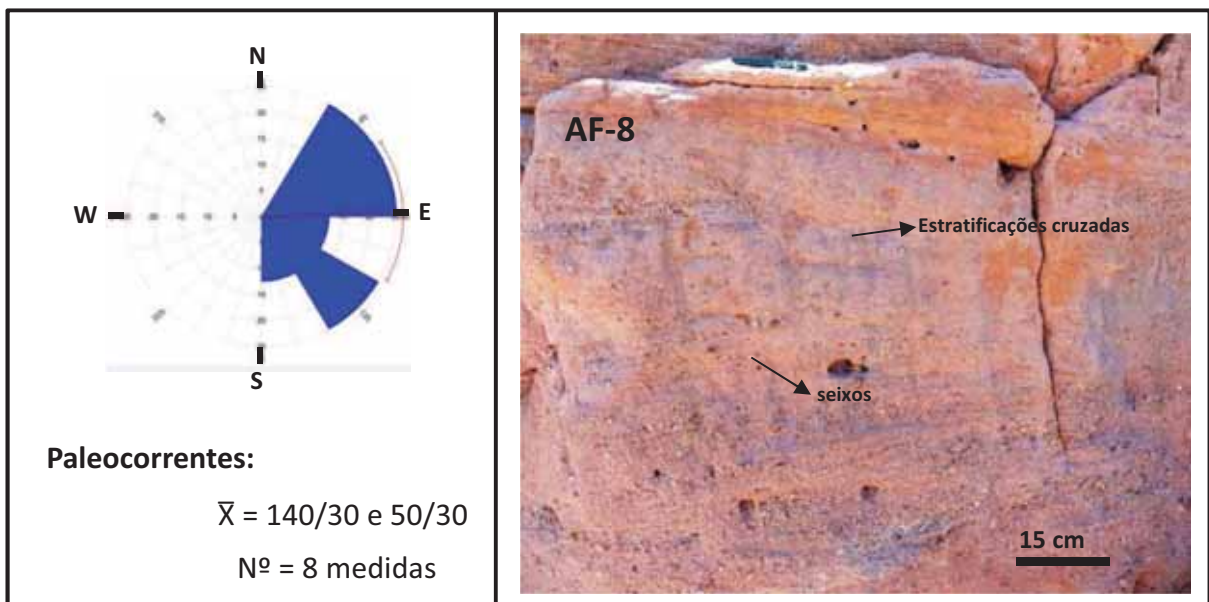 N
W
E
S
Paleocorrentes:
X̅ = 140/30 e 50/30
Nº = 8 medidas
AF-8
Estratificações cruzadas
seixos
15 cm